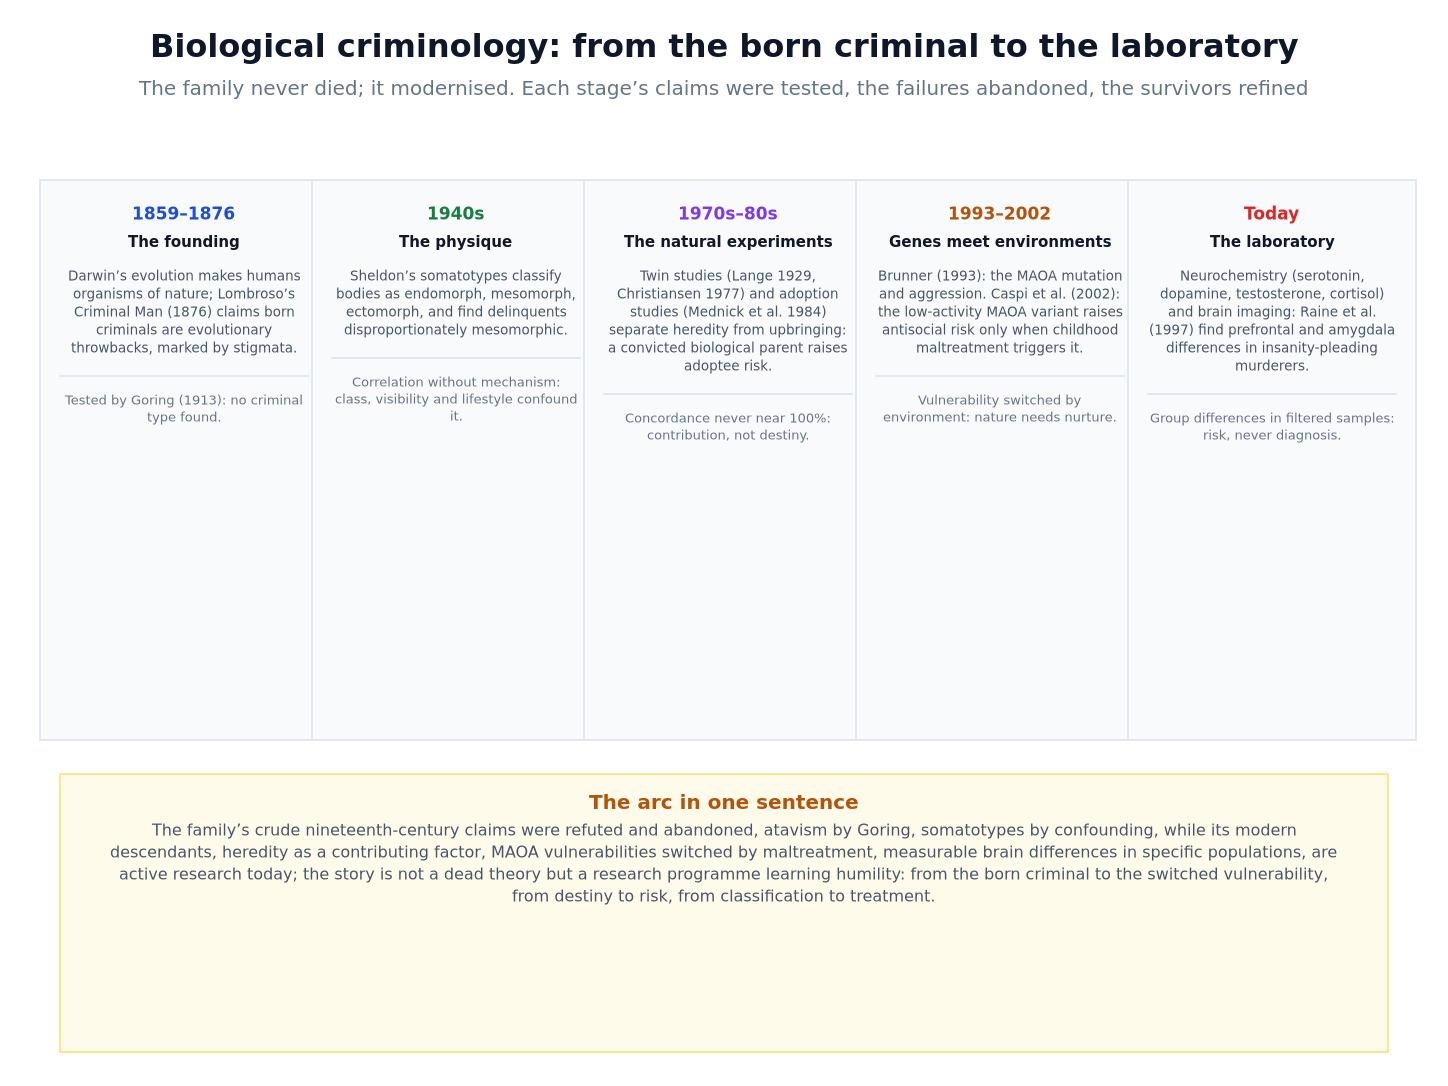 Biological criminology: from the born criminal to the laboratory
The family never died; it modernised. Each stage’s claims were tested, the failures abandoned, the survivors refined
1859–1876
The founding
Darwin’s evolution makes humans
organisms of nature; Lombroso’s
Criminal Man (1876) claims born
criminals are evolutionary
throwbacks, marked by stigmata.
Tested by Goring (1913): no criminal
type found.
1940s
The physique
Sheldon’s somatotypes classify
bodies as endomorph, mesomorph,
ectomorph, and find delinquents
disproportionately mesomorphic.
Correlation without mechanism:
class, visibility and lifestyle confound
it.
1970s–80s
The natural experiments
Twin studies (Lange 1929,
Christiansen 1977) and adoption
studies (Mednick et al. 1984)
separate heredity from upbringing:
a convicted biological parent raises
adoptee risk.
Concordance never near 100%:
contribution, not destiny.
1993–2002
Genes meet environments
Brunner (1993): the MAOA mutation
and aggression. Caspi et al. (2002):
the low-activity MAOA variant raises
antisocial risk only when childhood
maltreatment triggers it.
Vulnerability switched by
environment: nature needs nurture.
Today
The laboratory
Neurochemistry (serotonin,
dopamine, testosterone, cortisol)
and brain imaging: Raine et al.
(1997) find prefrontal and amygdala
differences in insanity-pleading
murderers.
Group differences in filtered samples:
risk, never diagnosis.
The arc in one sentence
The family’s crude nineteenth-century claims were refuted and abandoned, atavism by Goring, somatotypes by confounding, while its modern
descendants, heredity as a contributing factor, MAOA vulnerabilities switched by maltreatment, measurable brain differences in specific populations, are
active research today; the story is not a dead theory but a research programme learning humility: from the born criminal to the switched vulnerability,
from destiny to risk, from classification to treatment.